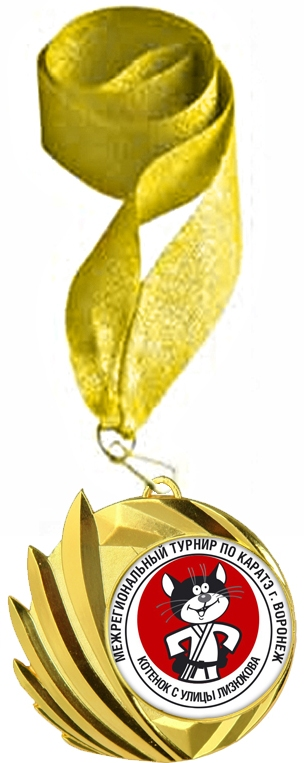 МЕЖРЕГИОНАЛЬНЫЙ ТУРНИР ПО КАРАТЭ г. ВОРОНЕЖ
КОТЕНОК С УЛИЦЫ ЛИЗЮКОВА